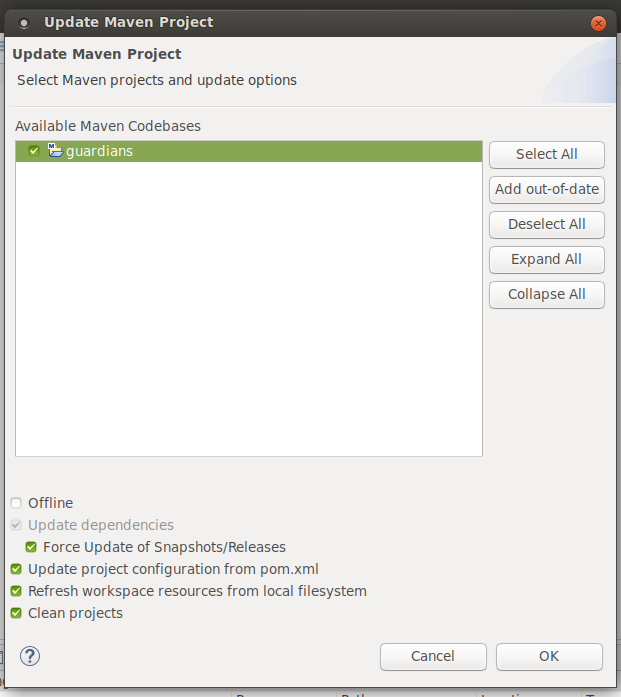 Update Maven Project
Update Maven Project
Select Maven projects and update options
Available Maven Codebases
guardians
Select All
Add out-of-date
Deselect All
Expand All
Collapse All
Offline
Update dependencies
Force Update of Snapshots/Releases
Update project configuration from pom.xml
Refresh workspace resources from local filesystem
Clean projects
?
Cancel
OK